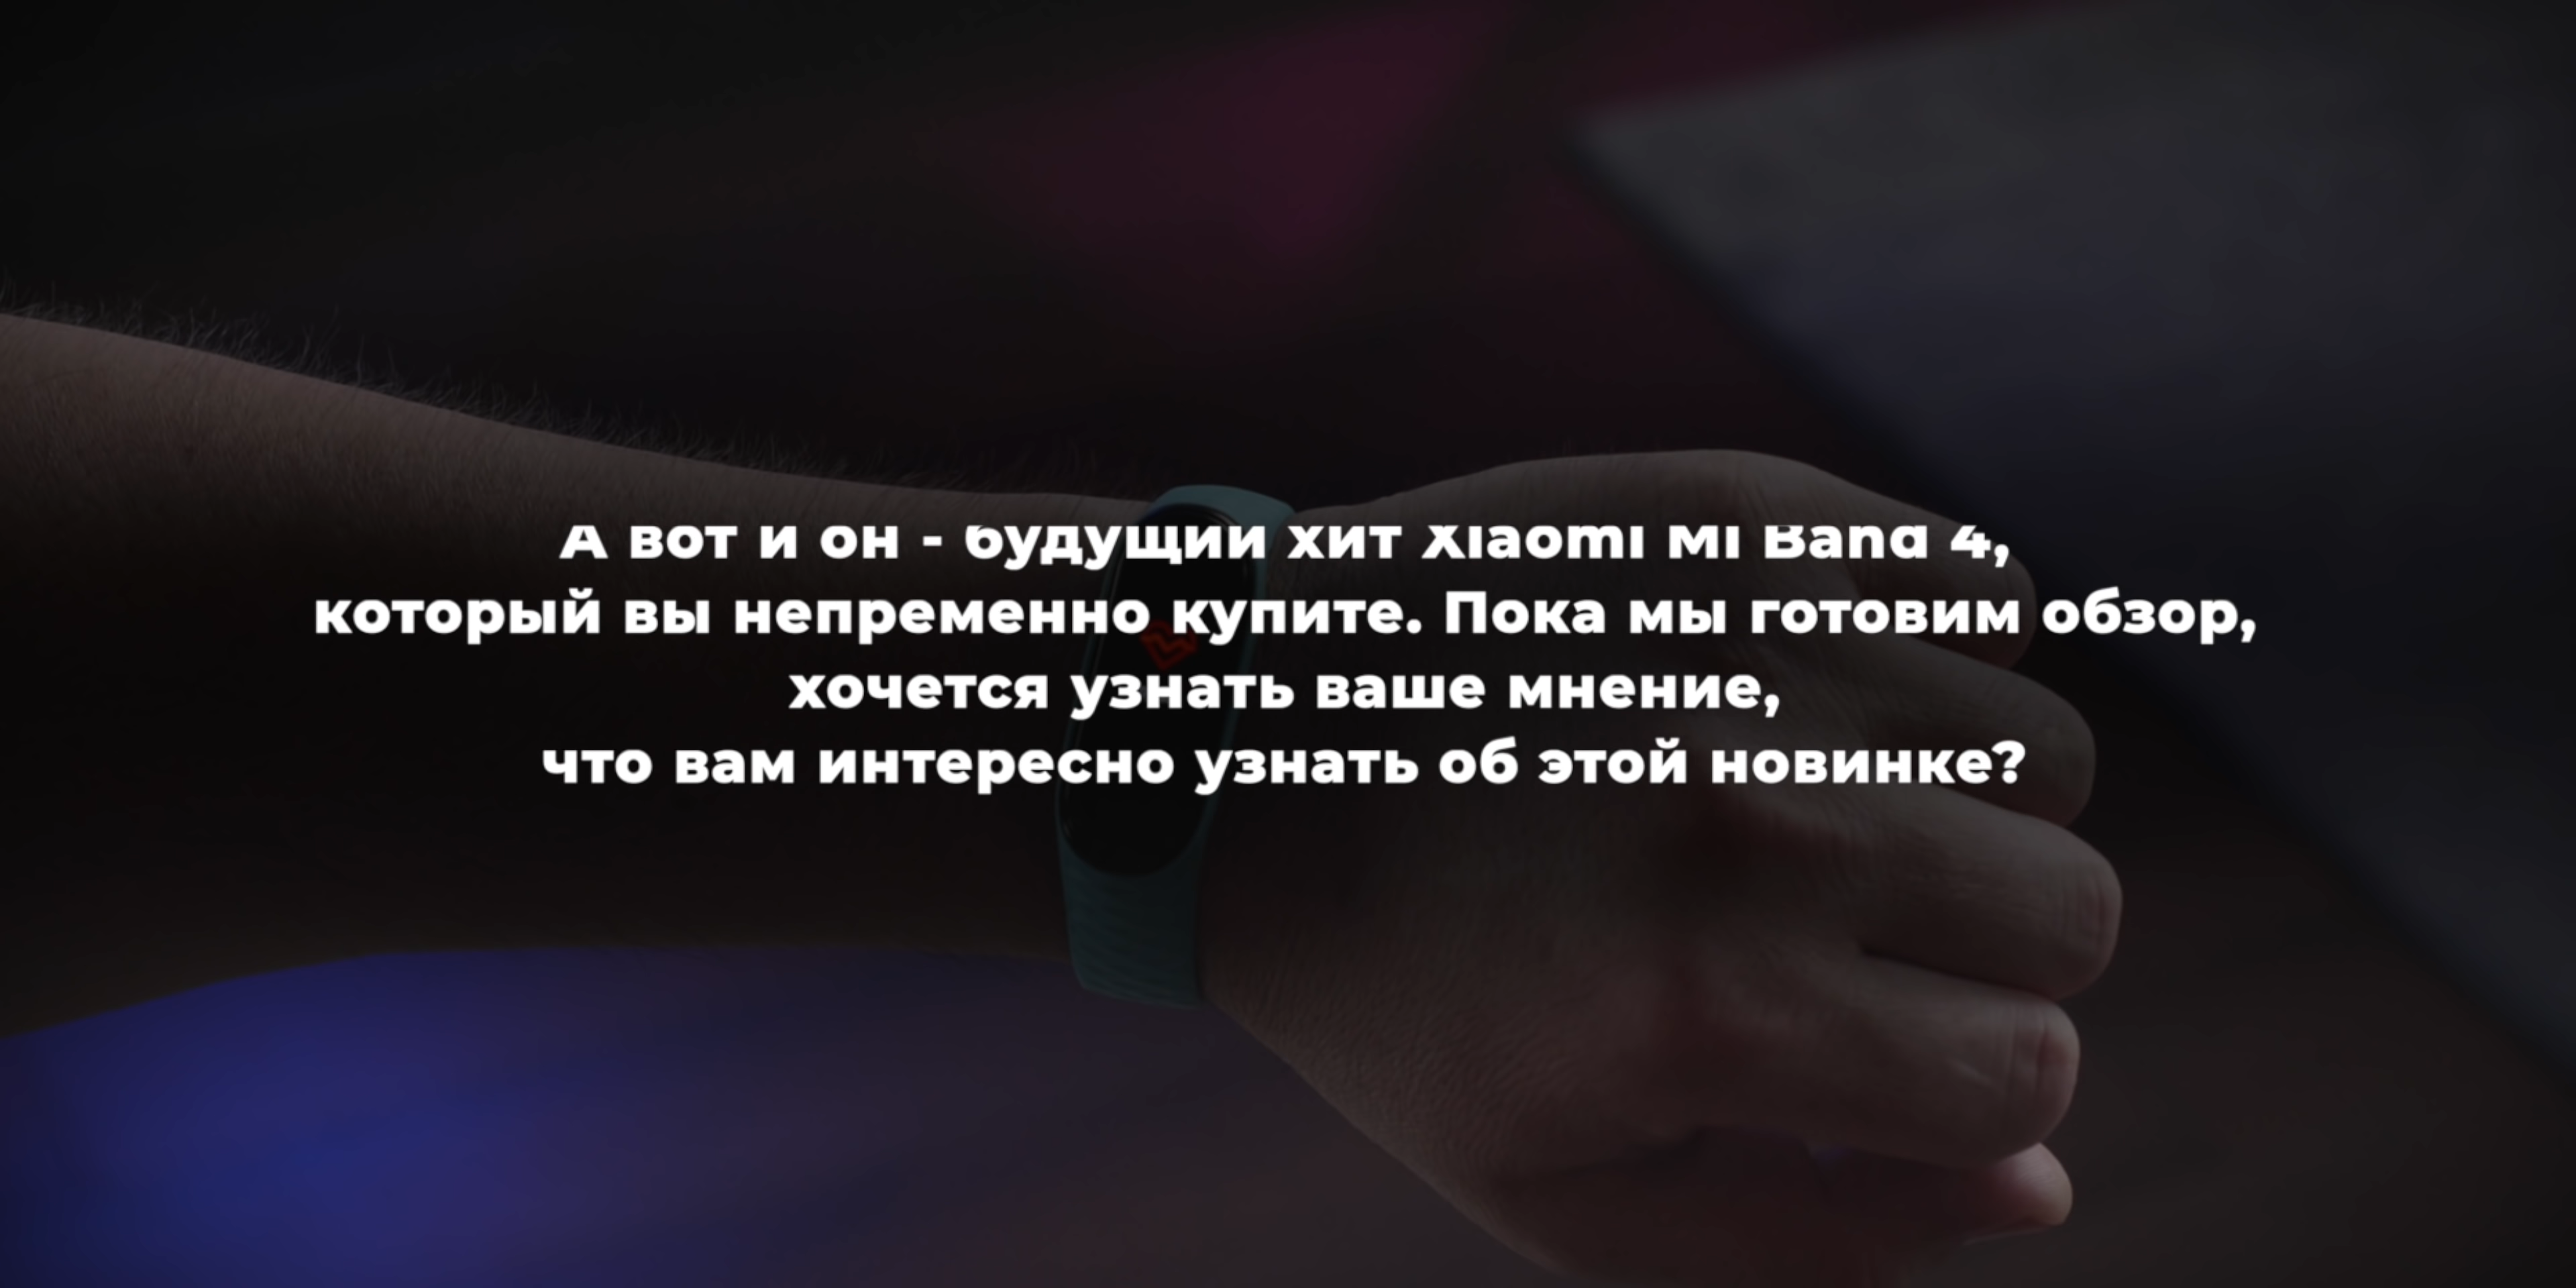 А вот и он - будущий хит Xiaomi Mi Band 4,
который вы непременно купите. Пока мы готовим обзор,
хочется узнать ваше мнение,
что вам интересно узнать об этой новинке?